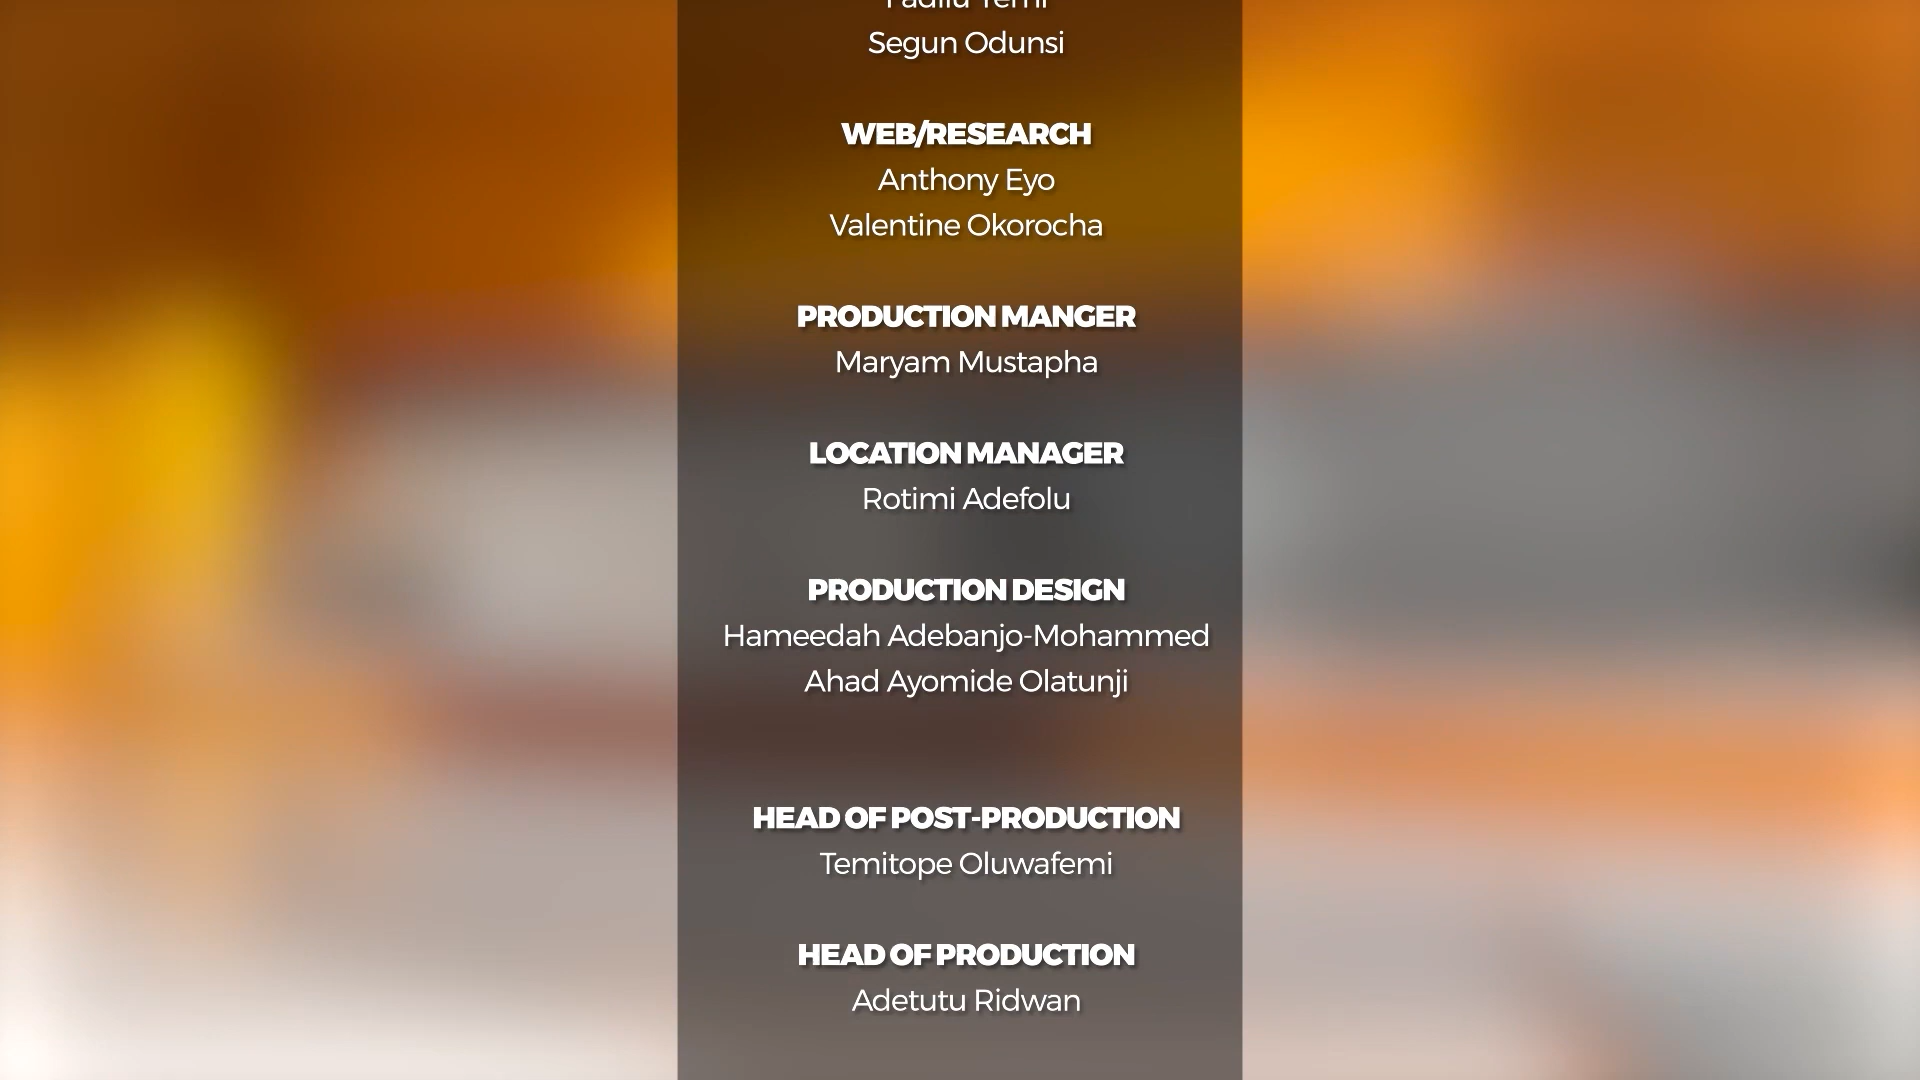 Segun Odunsi
WEB/RESEARCH
Anthony Eyo
Valentine Okorocha
PRODUCTION MANGER
Maryam Mustapha
LOCATION MANAGER
Rotimi Adefolu
PRODUCTION DESIGN
Hameedah Adebanjo-Mohammed
Ahad Ayomide Olatunji
HEAD OF POST-PRODUCTION
Temitope Oluwafemi
HEAD OF PRODUCTION
Adetutu Ridwan